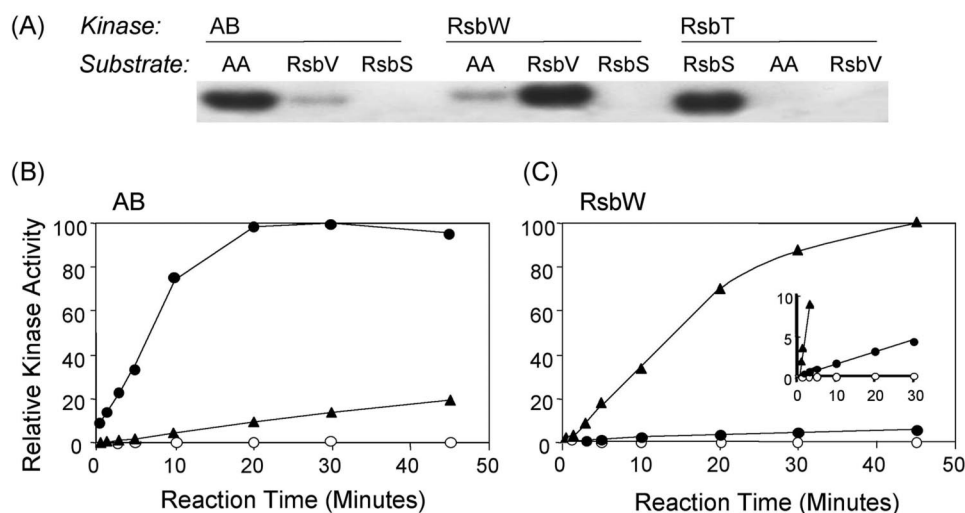 (A) Kinase: AB RsbW RsbT
Substrate: AA RsbV RsbS AA RsbV RsbS RsbS AA RsbV
(B) AB
Relative Kinase Activity
100
80
60
40
20
0
0 10 20 30 40 50
Reaction Time (Minutes)
(C) RsbW
100
80
60
40
20
0
0 10 20 30 40 50
Reaction Time (Minutes)
10
5
0
0 10 20 30